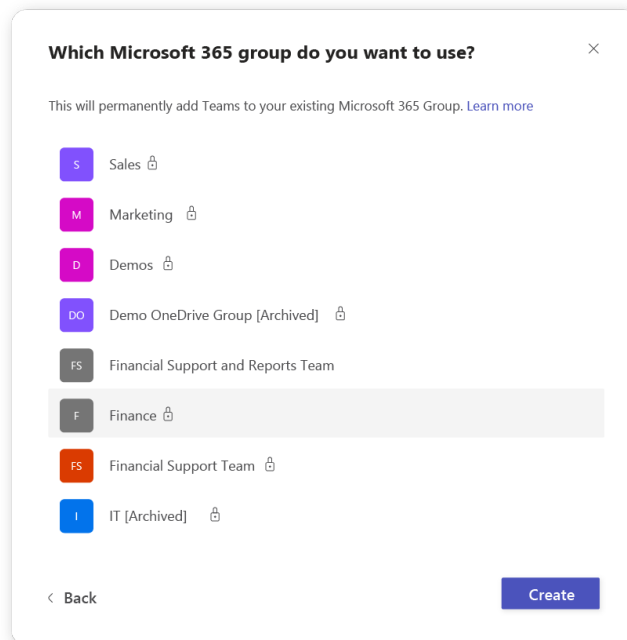 Which Microsoft 365 group do you want to use?
This will permanently add Teams to your existing Microsoft 365 Group. Learn more
S Sales
M Marketing
D Demos
DO Demo OneDrive Group [Archived]
FS Financial Support and Reports Team
F Finance
FS Financial Support Team
I IT [Archived]
Back Create